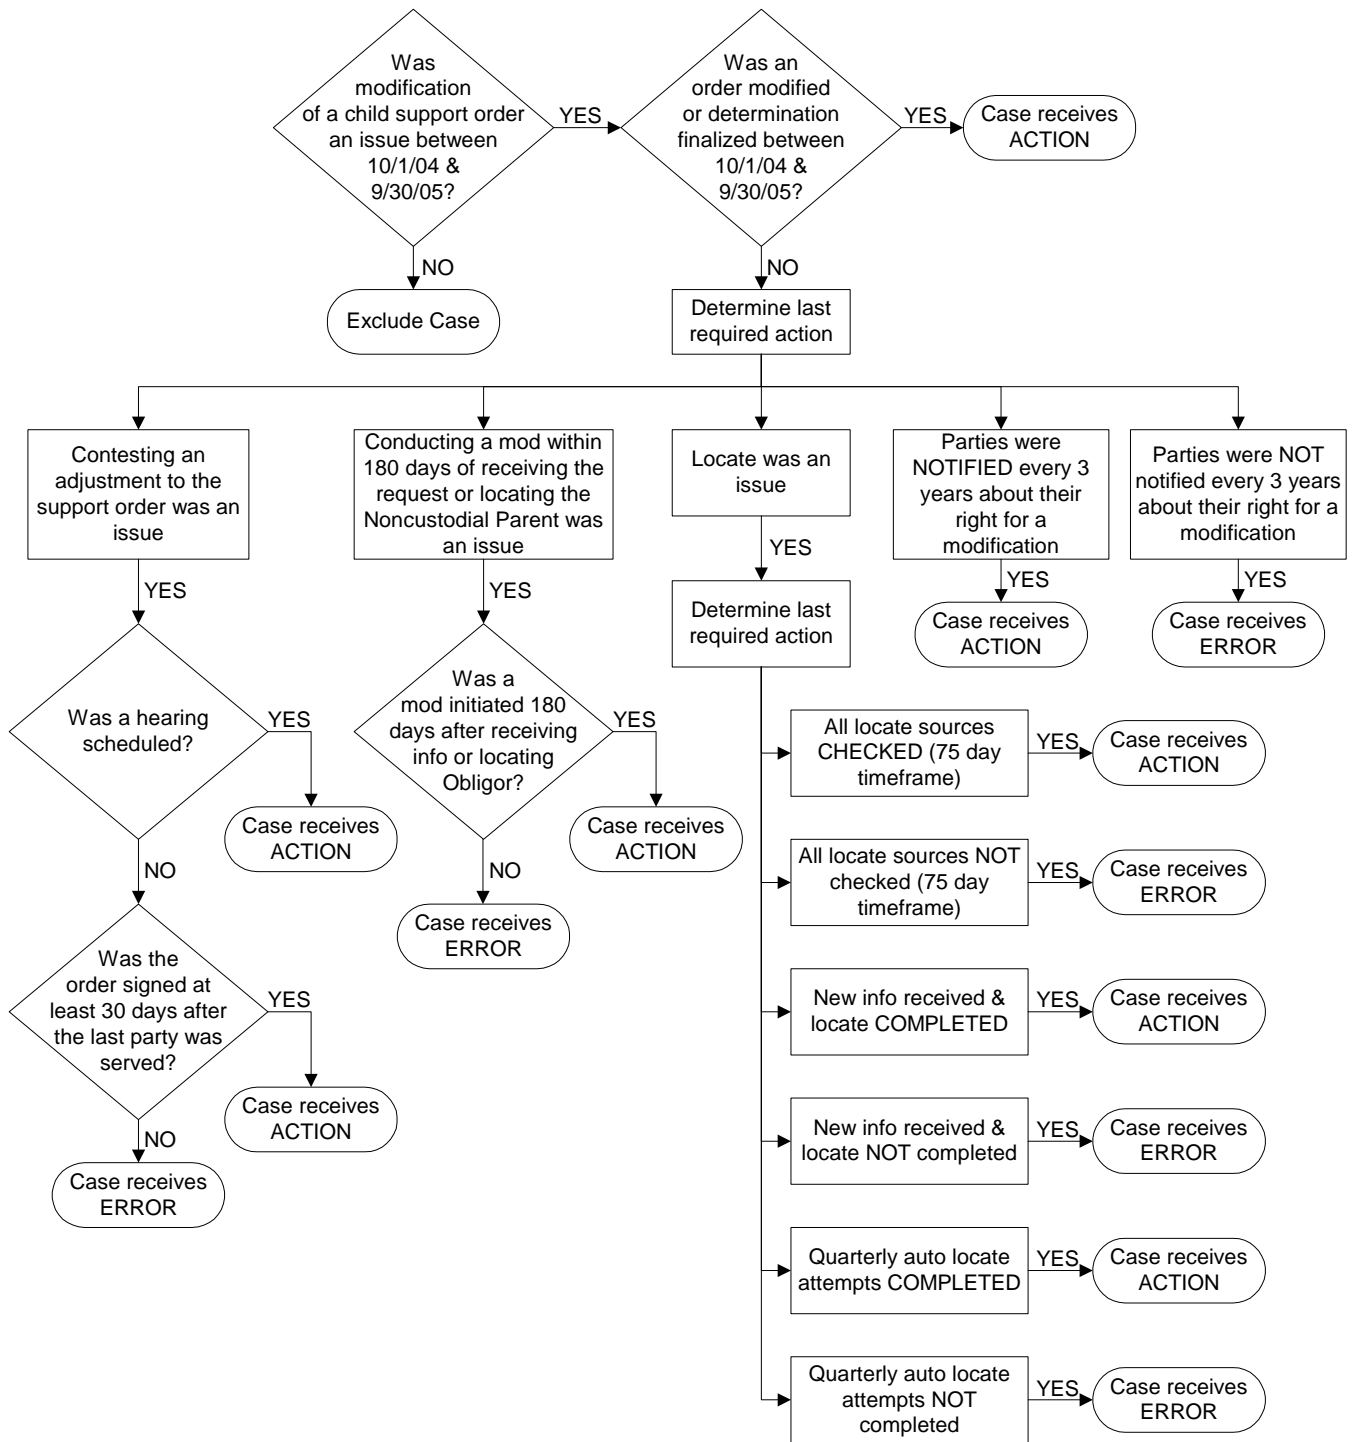 Was
modification
of a child support order
an issue between
10/1/04 &
9/30/05?
YES
Was an
order modified
or determination
finalized between
10/1/04 &
9/30/05?
YES
Case receives
ACTION
NO
Exclude Case
NO
Determine last
required action
Contesting an
adjustment to the
support order was an
issue
Conducting a mod within
180 days of receiving the
request or locating the
Noncustodial Parent was
an issue
Locate was an
issue
Parties were
NOTIFIED every 3
years about their
right for a
modification
Parties were NOT
notified every 3 years
about their right for a
modification
YES
YES
YES
YES
YES
Case receives
ACTION
Case receives
ERROR
Determine last
required action
Was a hearing
scheduled?
YES
Case receives
ACTION
NO
Was a
mod initiated 180
days after receiving
info or locating
Obligor?
YES
Case receives
ACTION
NO
Case receives
ERROR
Was the
order signed at
least 30 days after
the last party was
served?
YES
Case receives
ACTION
NO
Case receives
ERROR
All locate sources
CHECKED (75 day
timeframe)
YES
Case receives
ACTION
All locate sources NOT
checked (75 day
timeframe)
YES
Case receives
ERROR
New info received &
locate COMPLETED
YES
Case receives
ACTION
New info received &
locate NOT completed
YES
Case receives
ERROR
Quarterly auto locate
attempts COMPLETED
YES
Case receives
ACTION
Quarterly auto locate
attempts NOT
completed
YES
Case receives
ERROR